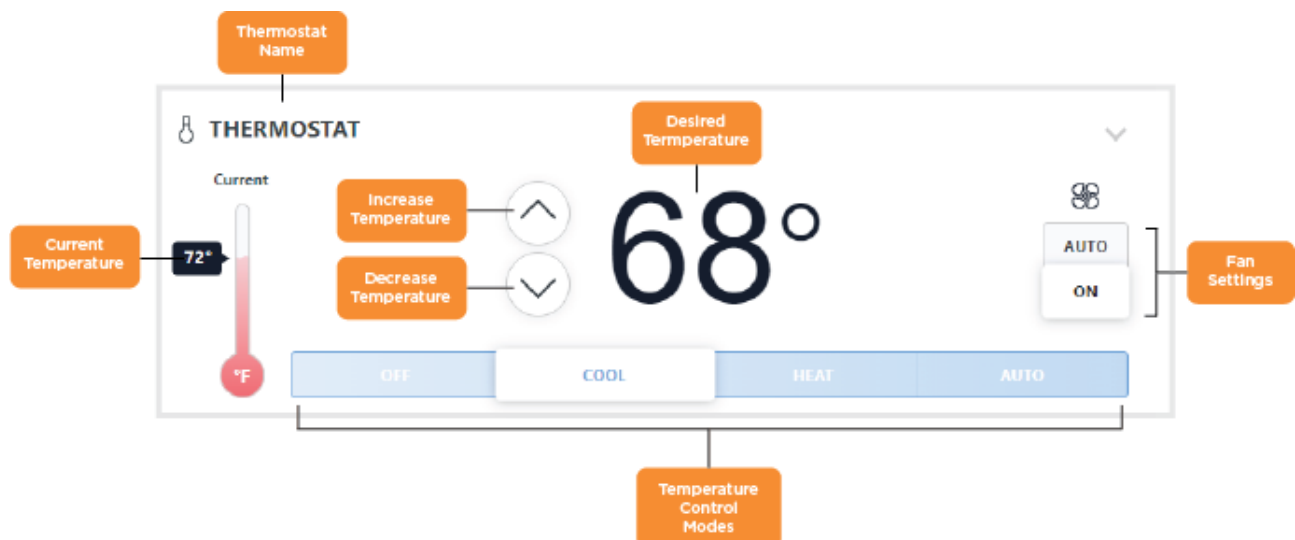 Thermostat
Name
THERMOSTAT
Desired
Termperature
Current
Increase
Temperature
68°
Current
Temperature
72°
AUTO
Fan
Settings
Decrease
Temperature
ON
°F
OFF
COOL
HEAT
AUTO
Temperature
Control
Modes